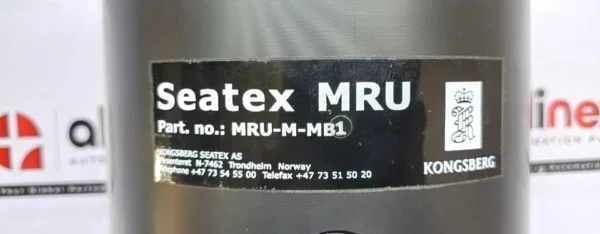 Seatex MRU
Part. no.: MRU-M-MB1
KONGSBERG SEATEX AS
N-7462 Trondheim Norway
Telephone +47 73 54 55 00 Telefax +47 73 51 50 20
KONGSBERG